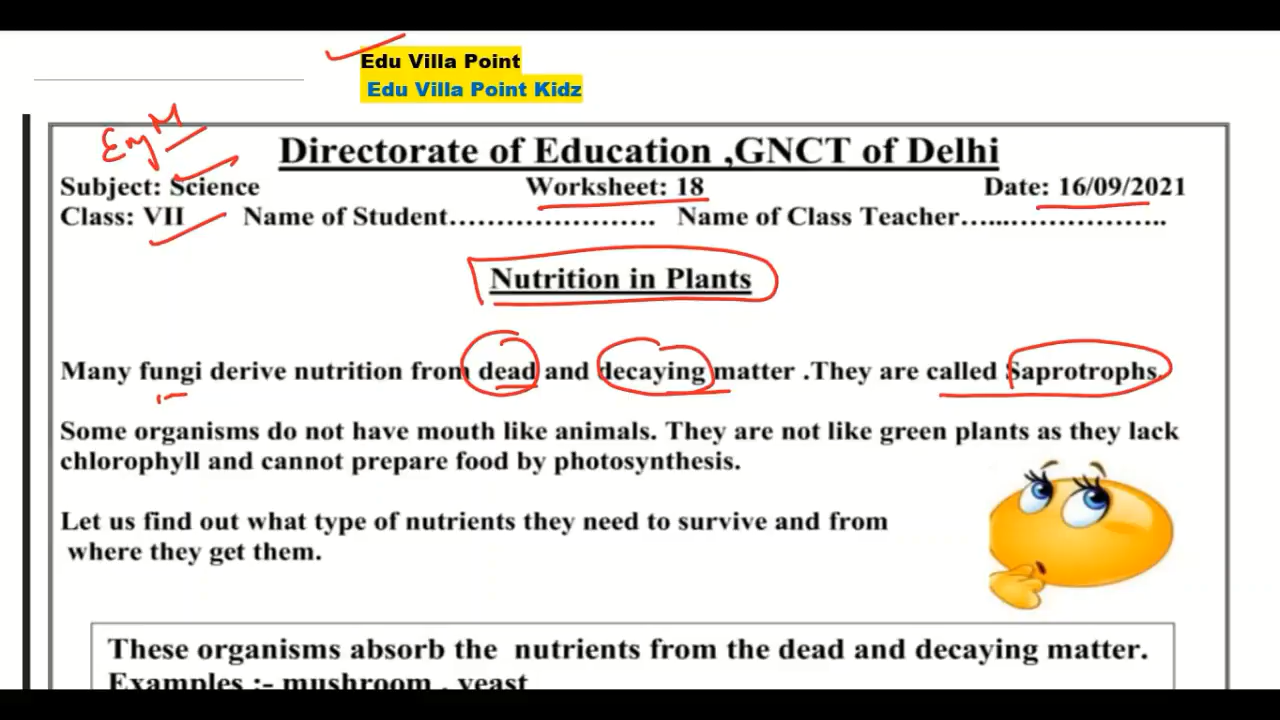 Edu Villa Point
Edu Villa Point Kidz
Eng M
Directorate of Education ,GNCT of Delhi
Subject: Science Worksheet: 18 Date: 16/09/2021
Class: VII Name of Student…………………. Name of Class Teacher…...……………..
Nutrition in Plants
Many fungi derive nutrition from dead and decaying matter .They are called Saprotrophs.
Some organisms do not have mouth like animals. They are not like green plants as they lack
chlorophyll and cannot prepare food by photosynthesis.
Let us find out what type of nutrients they need to survive and from
where they get them.
These organisms absorb the nutrients from the dead and decaying matter.
Examples :- mushroom , yeast